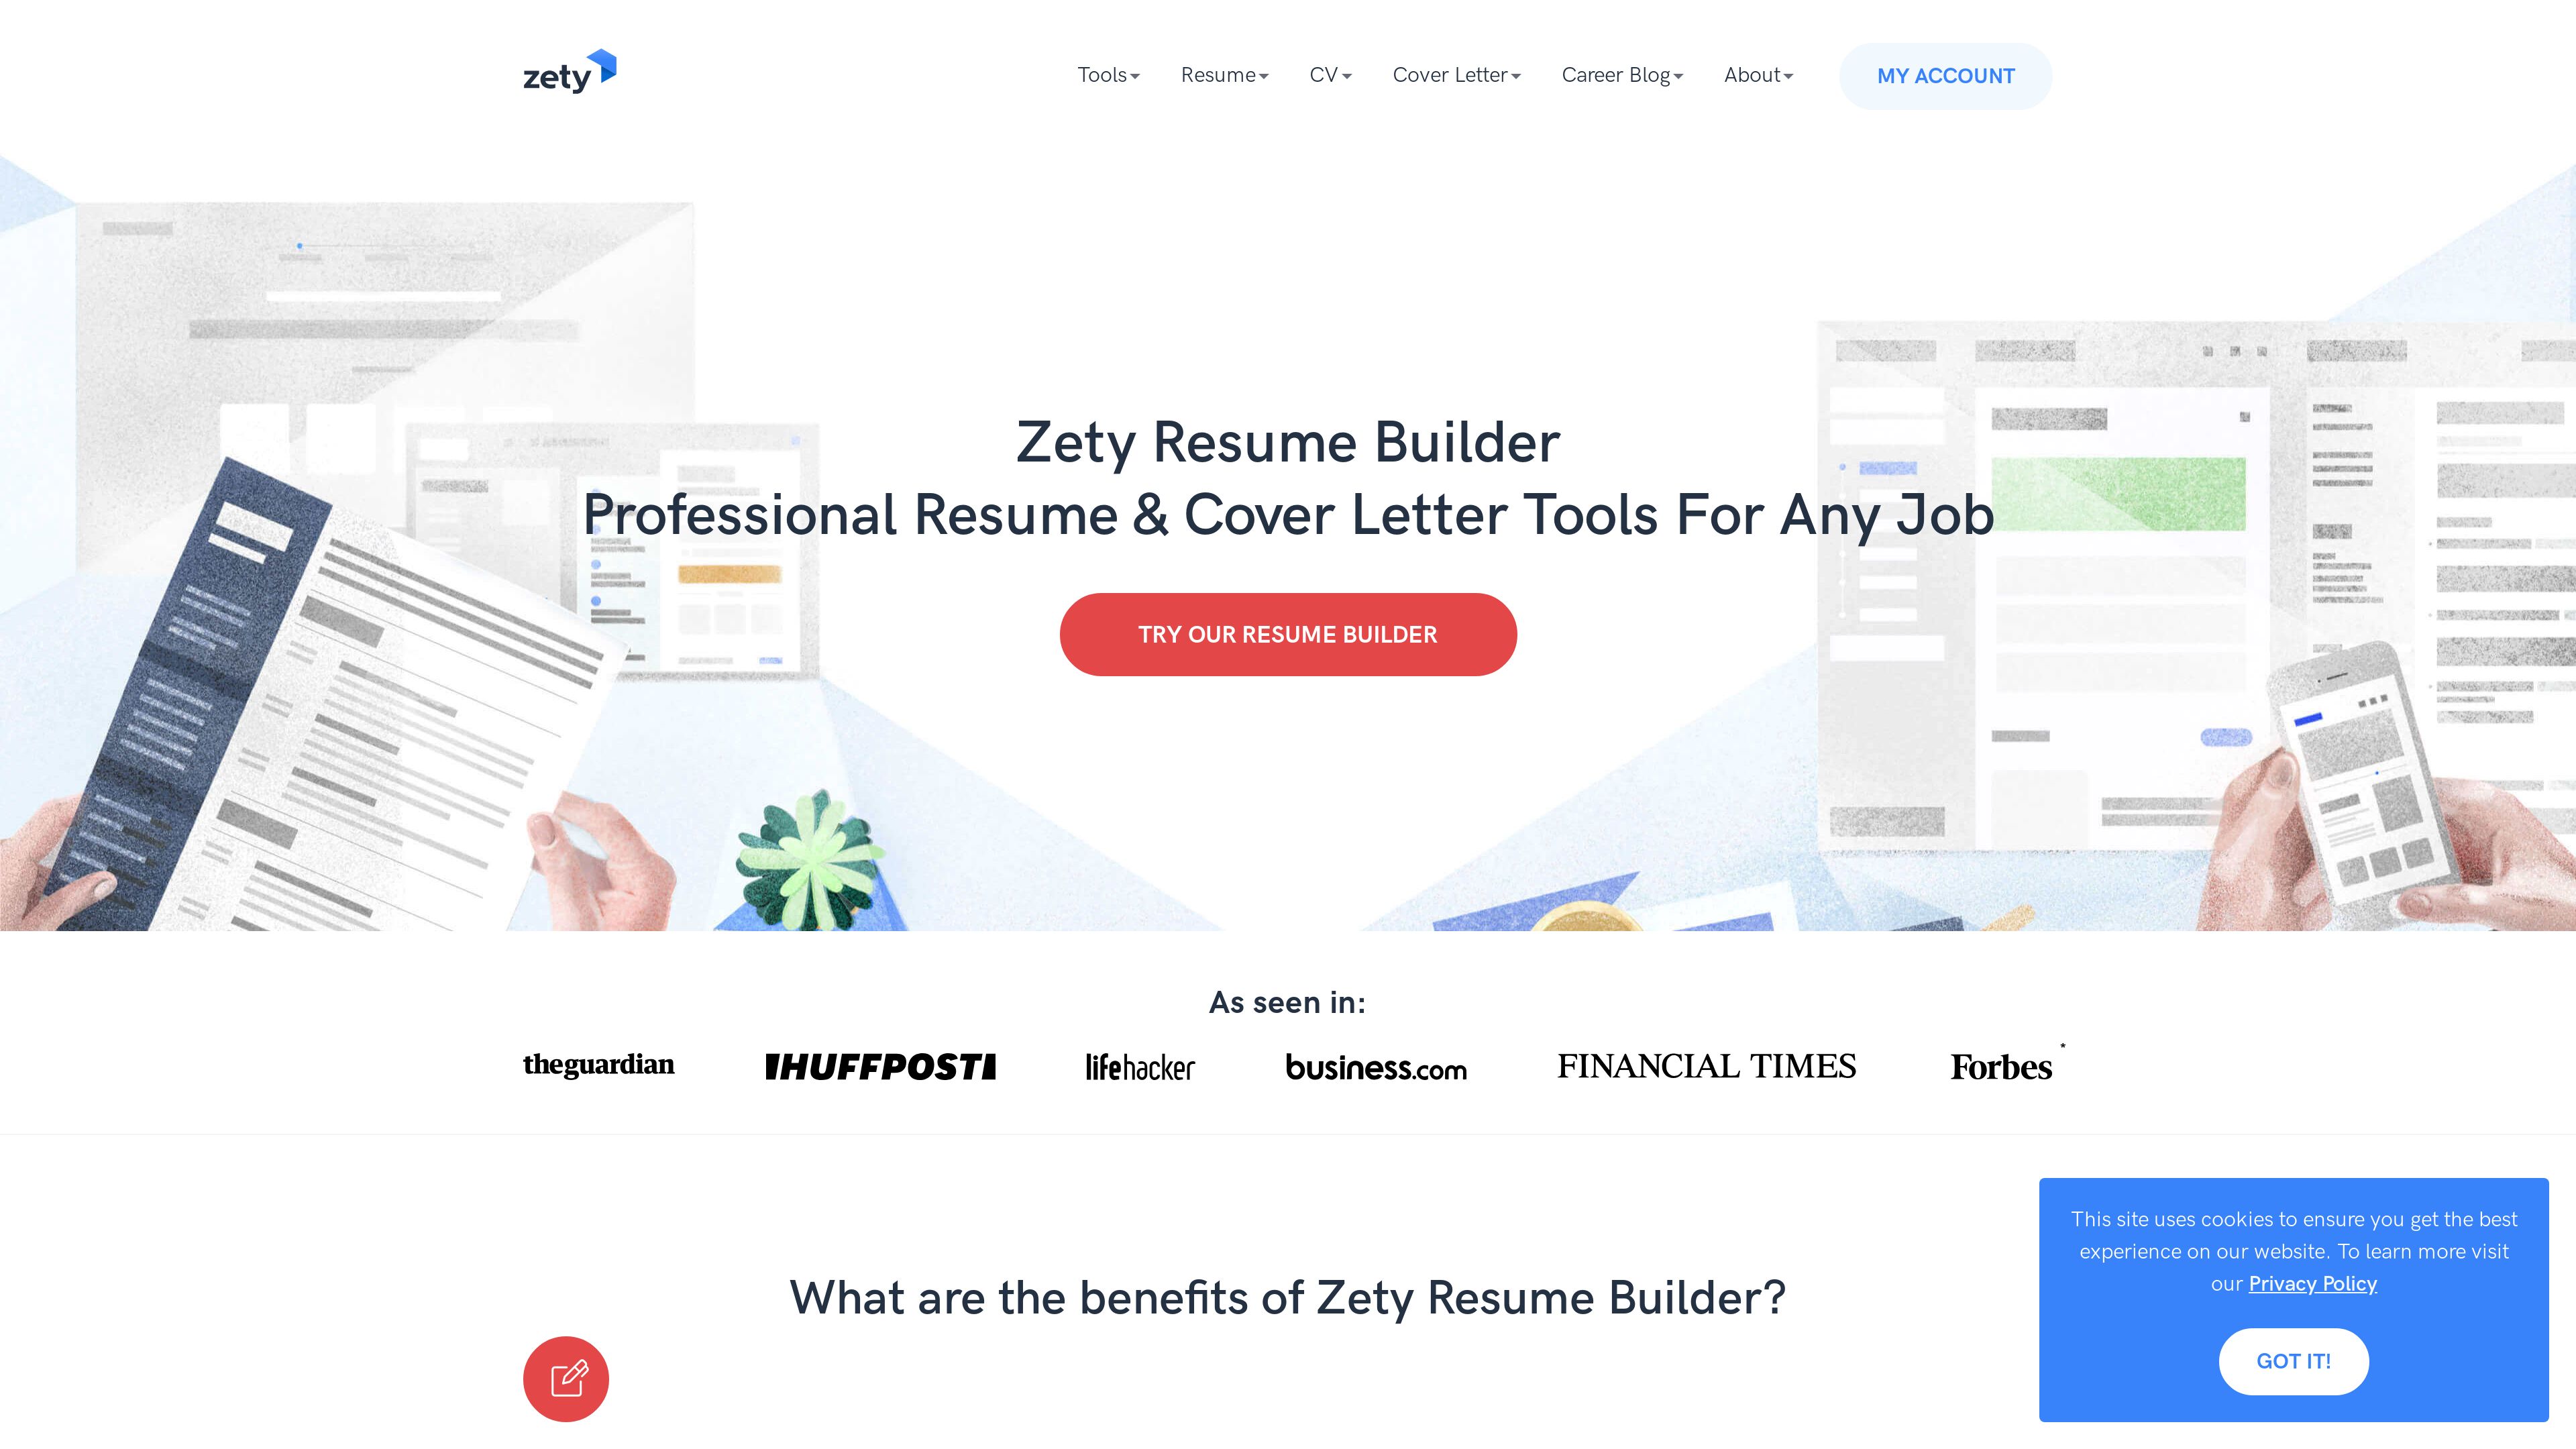 zety
Tools
Resume
CV
Cover Letter
Career Blog
About
MY ACCOUNT
Zety Resume Builder
Professional Resume & Cover Letter Tools For Any Job
TRY OUR RESUME BUILDER
As seen in:
theguardian
HUFFPOST
lifehacker
business.com
FINANCIAL TIMES
Forbes *
What are the benefits of Zety Resume Builder?
This site uses cookies to ensure you get the best
experience on our website. To learn more visit
our Privacy Policy
GOT IT!